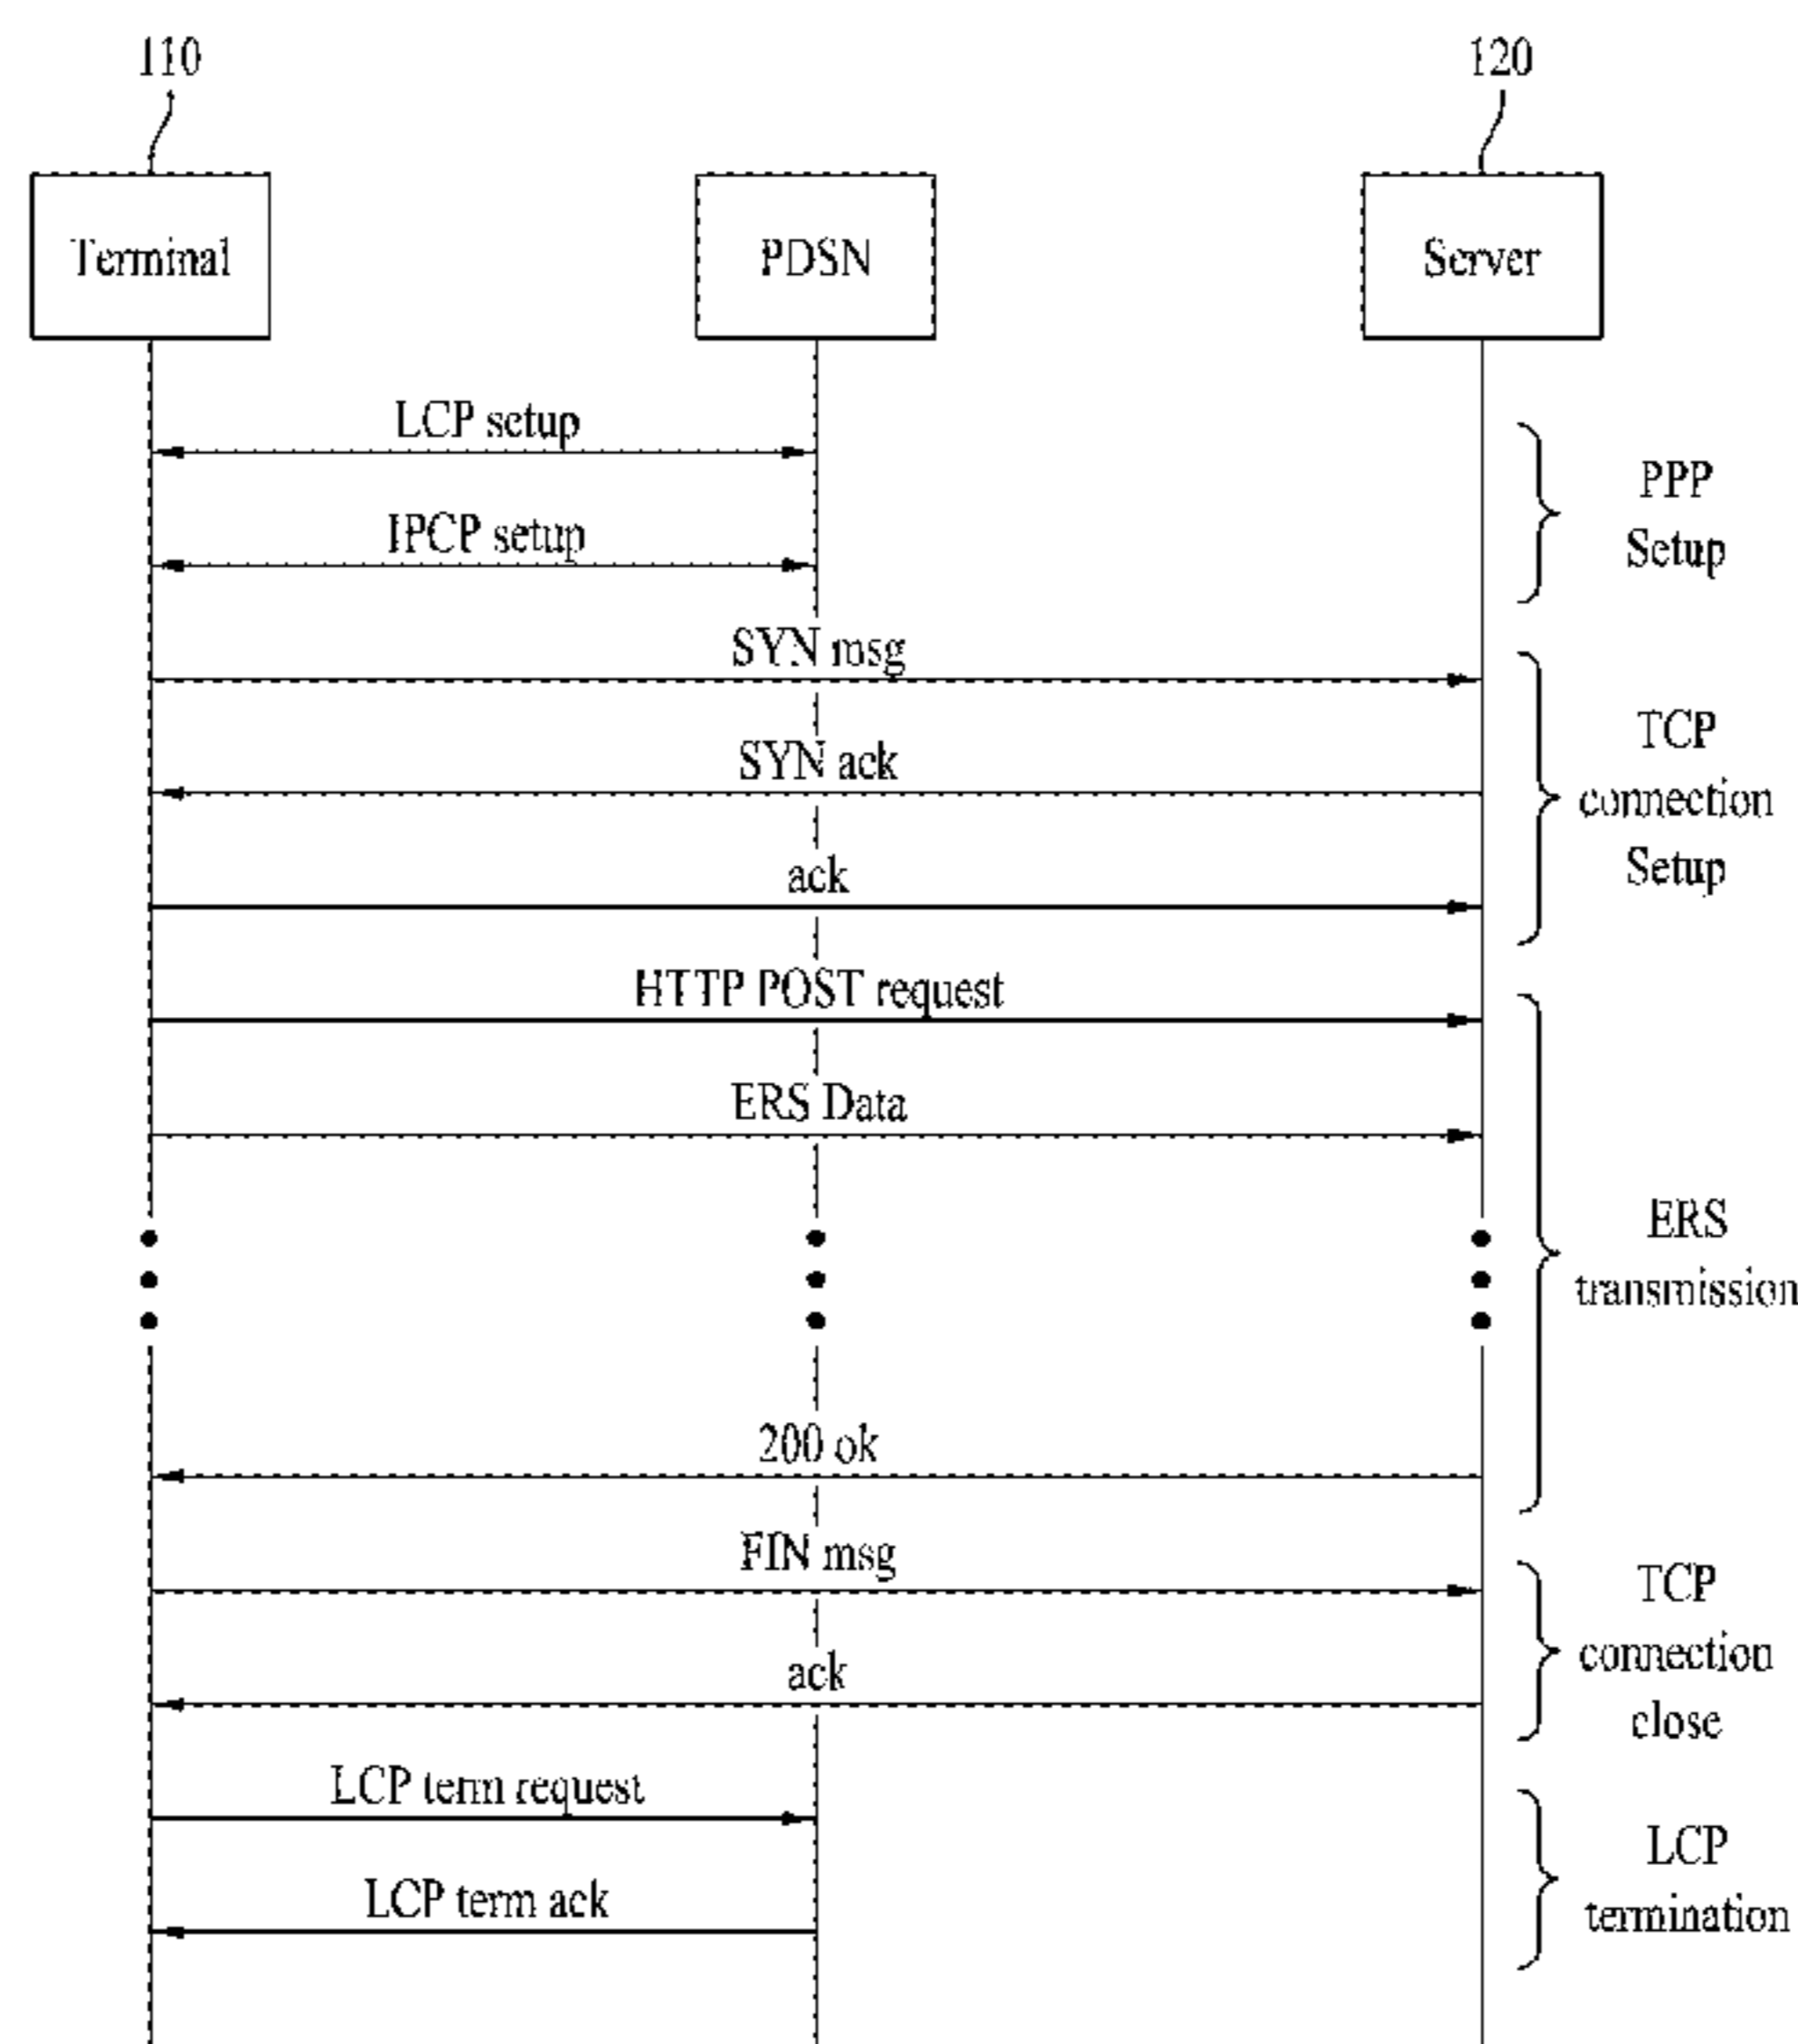 110
120
Terminal
PDSN
Server
LCP setup
IPCP setup
PPP
Setup
SYN msg
SYN ack
ack
TCP
connection
Setup
HTTP POST request
ERS Data
200 ok
ERS
transmission
FIN msg
ack
TCP
connection
close
LCP term request
LCP term ack
LCP
termination